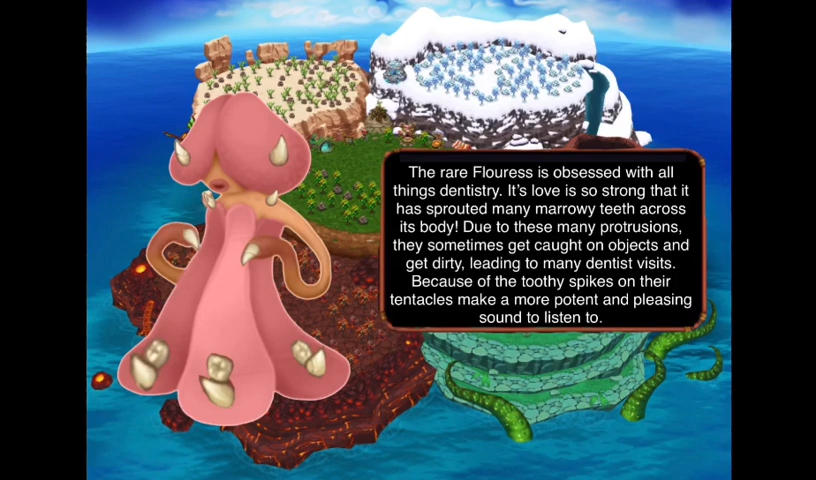 The rare Flouress is obsessed with all
things dentistry. It's love is so strong that it
has sprouted many marrowy teeth across
its body! Due to these many protrusions,
they sometimes get caught on objects and
get dirty, leading to many dentist visits.
Because of the toothy spikes on their
tentacles make a more potent and pleasing
sound to listen to.